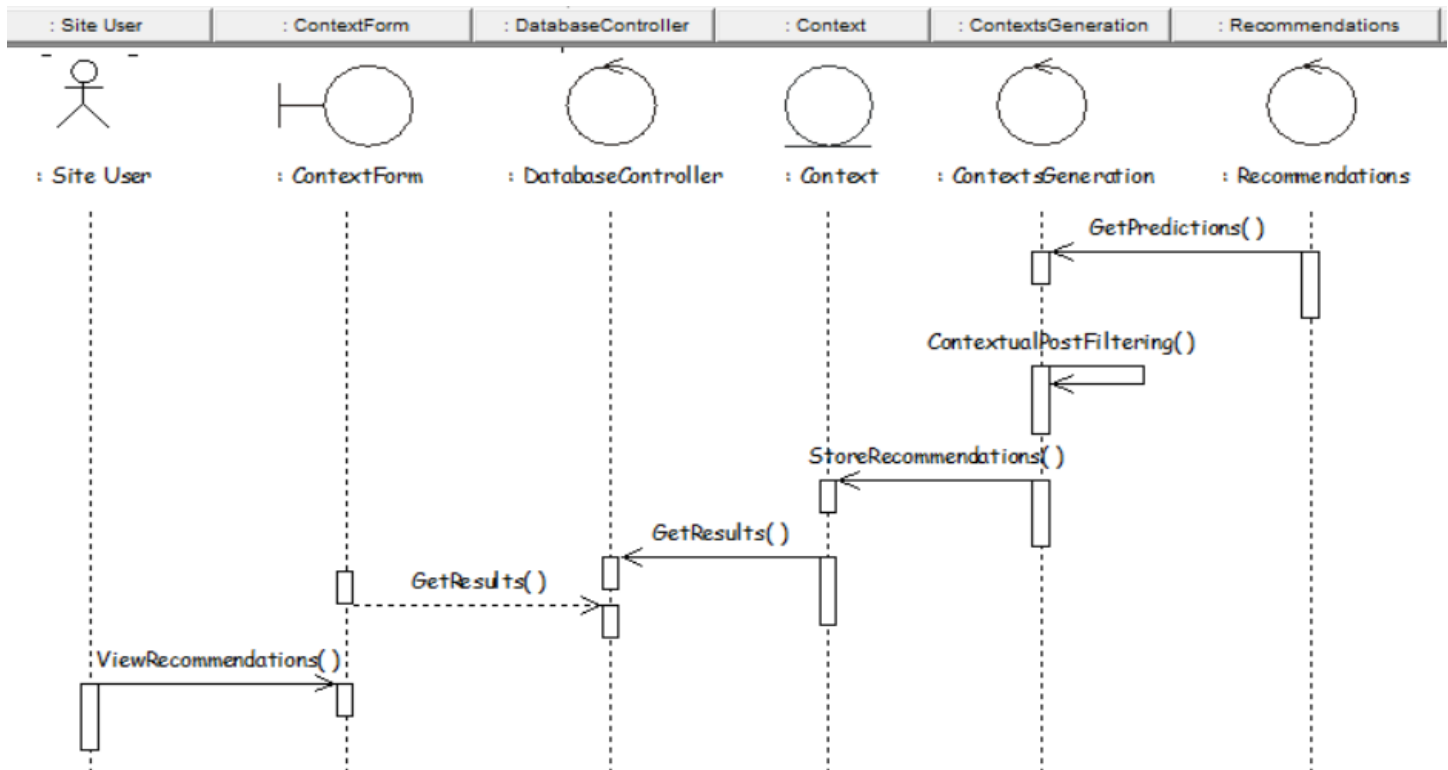 : Site User
: ContextForm
: DatabaseController
: Context
: ContextsGeneration
: Recommendations
: Site User
: ContextForm
: DatabaseController
: Context
: ContextsGeneration
: Recommendations
GetPredictions( )
ContextualPostFiltering( )
StoreRecommendations( )
GetResults( )
GetResults( )
ViewRecommendations( )